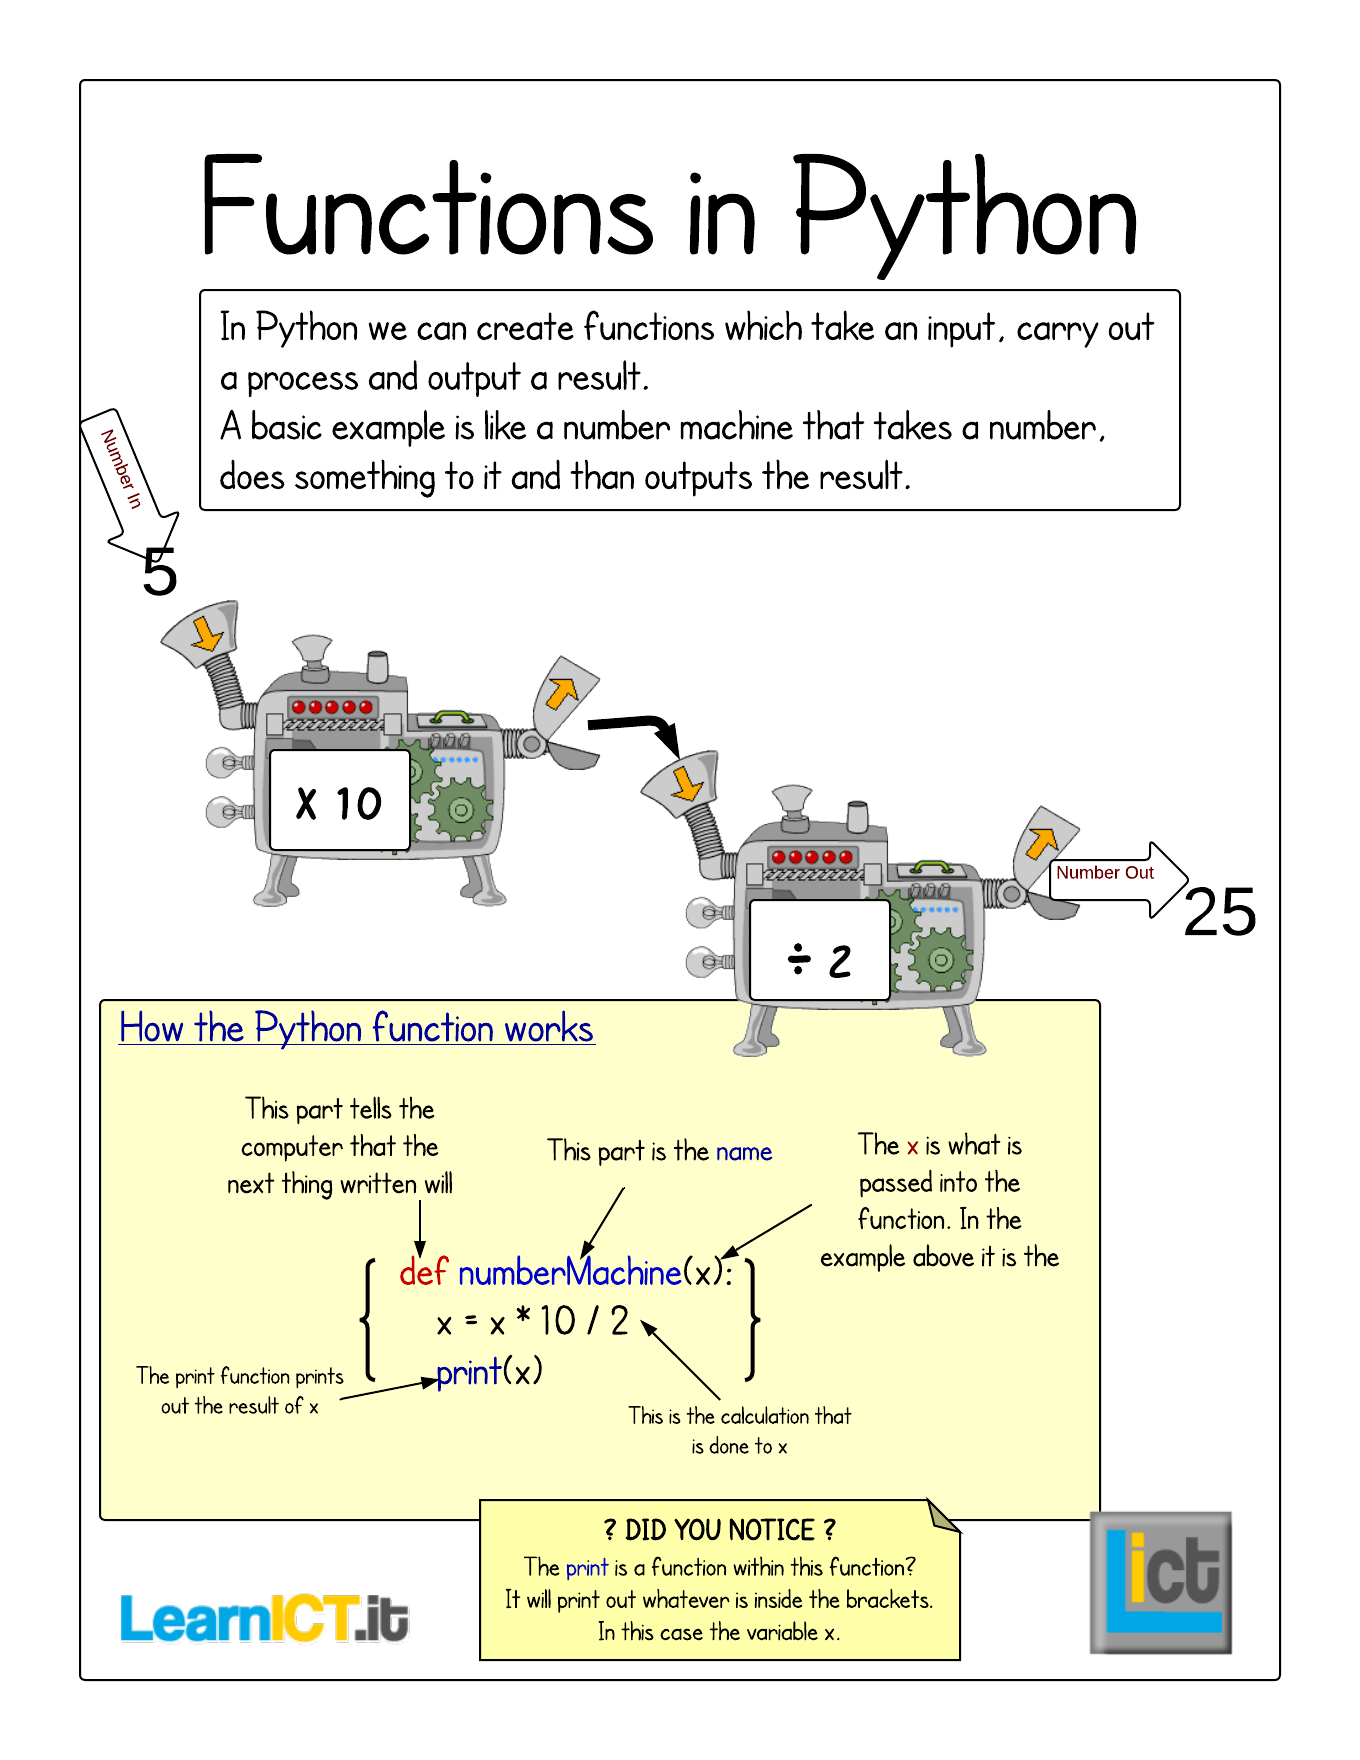 Functions in Python
In Python we can create functions which take an input, carry out
a process and output a result.
A basic example is like a number machine that takes a number,
does something to it and than outputs the result.
Number In
5
X 10
÷ 2
Number Out
25
How the Python function works
This part tells the
computer that the
next thing written will
This part is the name
The x is what is
passed into the
function. In the
example above it is the
def numberMachine(x):
x = x * 10 / 2
print(x)
The print function prints
out the result of x
This is the calculation that
is done to x
? DID YOU NOTICE ?
The print is a function within this function?
It will print out whatever is inside the brackets.
In this case the variable x.
LearnICT.it
Lict